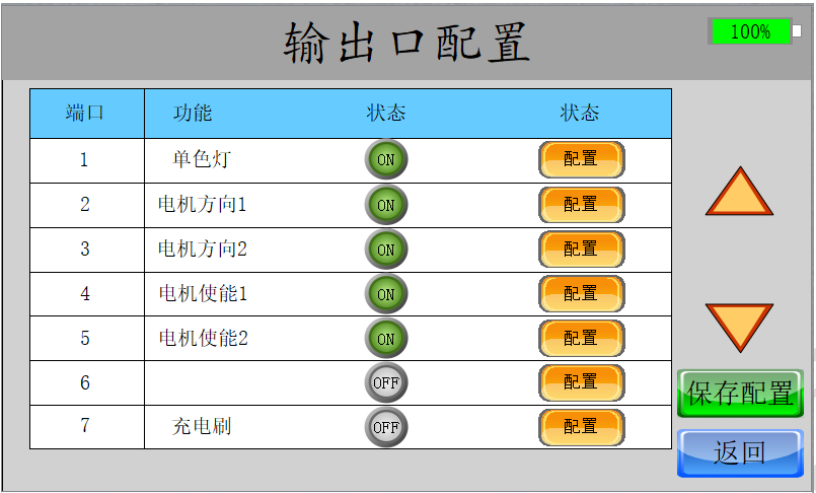 输出口配置
100%
端口 功能 状态 状态
1 单色灯 ON 配置
2 电机方向1 ON 配置
3 电机方向2 ON 配置
4 电机使能1 ON 配置
5 电机使能2 ON 配置
6 OFF 配置
7 充电刷 OFF 配置
保存配置
返回